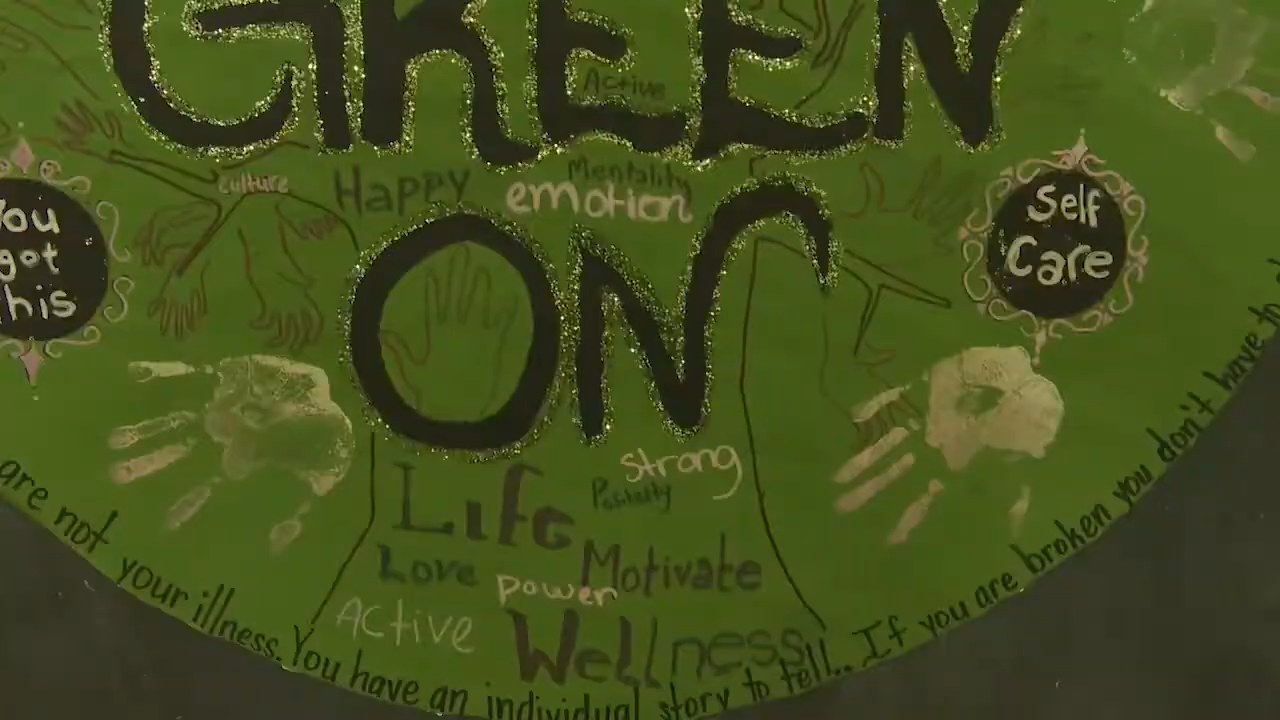 GREEN
Active
Mentality
culture
Happy
emotion
ON
You
got
This
Self
Care
strong
Positivity
Life
Love
Motivate
power
Active
Wellness
are not your illness. You have an individual story to tell.. If you are broken you don't have to